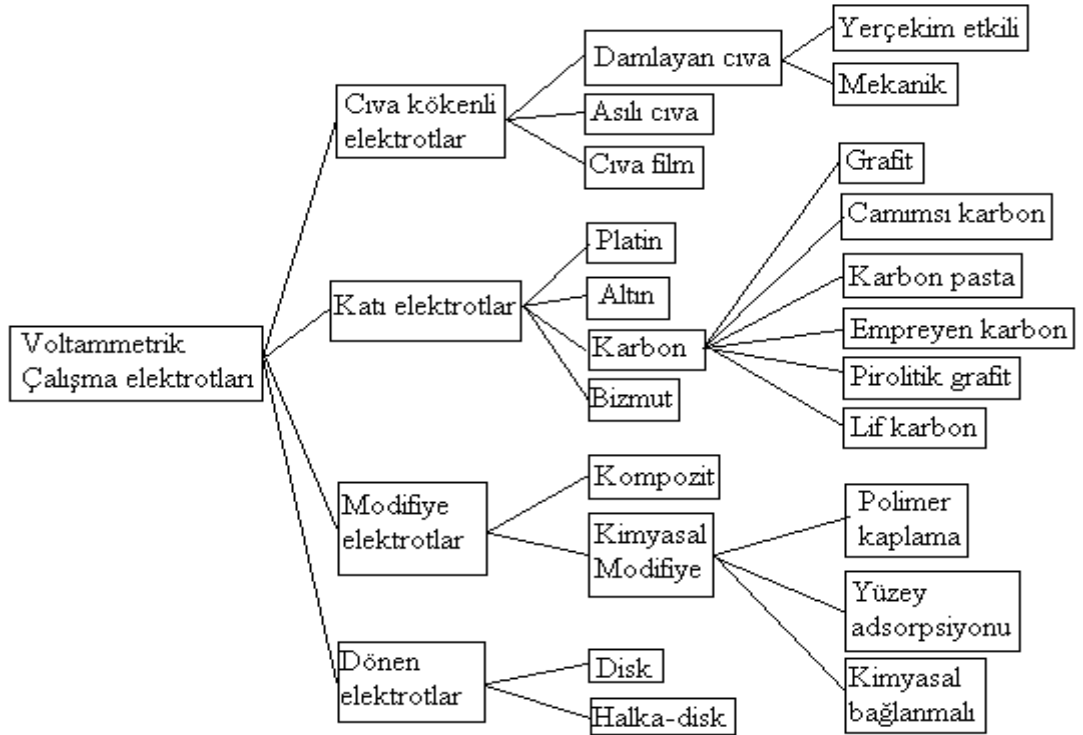 Voltammetrik
Çalışma elektrotları
Cıva kökenli
elektrotlar
Damlayan cıva
Yerçekim etkili
Mekanik
Asılı cıva
Cıva film
Katı elektrotlar
Platin
Altın
Karbon
Grafit
Camımsı karbon
Karbon pasta
Empreyen karbon
Pirolitik grafit
Lif karbon
Bizmut
Modifiye
elektrotlar
Kompozit
Kimyasal
Modifiye
Polimer
kaplama
Yüzey
adsorpsiyonu
Kimyasal
bağlanmalı
Dönen
elektrotlar
Disk
Halka-disk